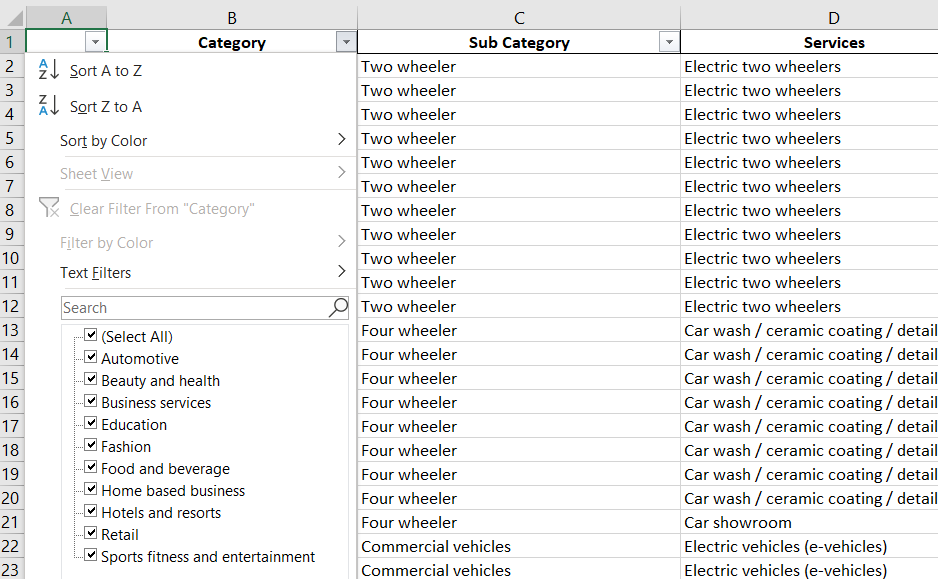 A B C D
1 Category Sub Category Services
Sort A to Z
Sort Z to A
Sort by Color
Sheet View
Clear Filter From "Category"
Filter by Color
Text Filters
Search
(Select All)
Automotive
Beauty and health
Business services
Education
Fashion
Food and beverage
Home based business
Hotels and resorts
Retail
Sports fitness and entertainment
2 Two wheeler Electric two wheelers
3 Two wheeler Electric two wheelers
4 Two wheeler Electric two wheelers
5 Two wheeler Electric two wheelers
6 Two wheeler Electric two wheelers
7 Two wheeler Electric two wheelers
8 Two wheeler Electric two wheelers
9 Two wheeler Electric two wheelers
10 Two wheeler Electric two wheelers
11 Two wheeler Electric two wheelers
12 Two wheeler Electric two wheelers
13 Four wheeler Car wash / ceramic coating / detail
14 Four wheeler Car wash / ceramic coating / detail
15 Four wheeler Car wash / ceramic coating / detail
16 Four wheeler Car wash / ceramic coating / detail
17 Four wheeler Car wash / ceramic coating / detail
18 Four wheeler Car wash / ceramic coating / detail
19 Four wheeler Car wash / ceramic coating / detail
20 Four wheeler Car wash / ceramic coating / detail
21 Four wheeler Car showroom
22 Commercial vehicles Electric vehicles (e-vehicles)
23 Commercial vehicles Electric vehicles (e-vehicles)